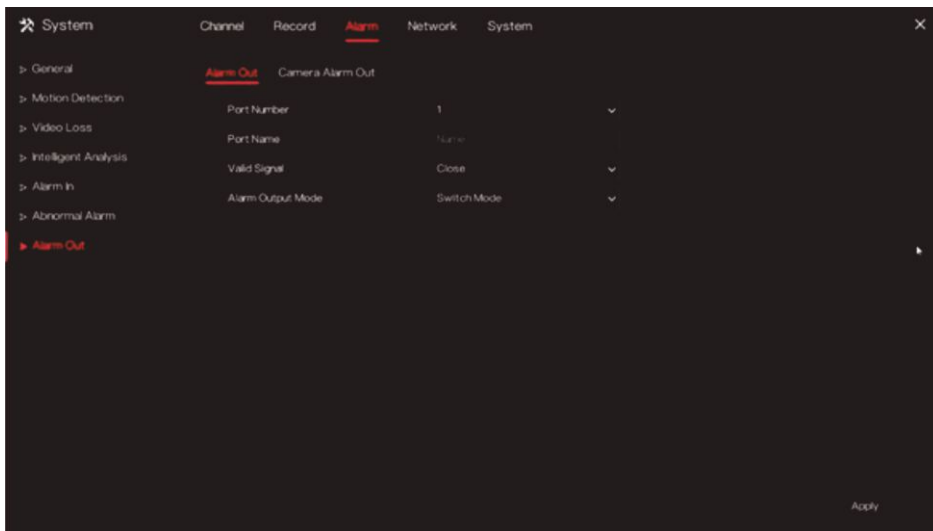 System Channel Record Alarm Network System
General
Motion Detection
Video Loss
Intelligent Analysis
Alarm In
Abnormal Alarm
Alarm Out
Alarm Out Camera Alarm Out
Port Number 1
Port Name Name
Valid Signal Close
Alarm Output Mode Switch Mode
Apply